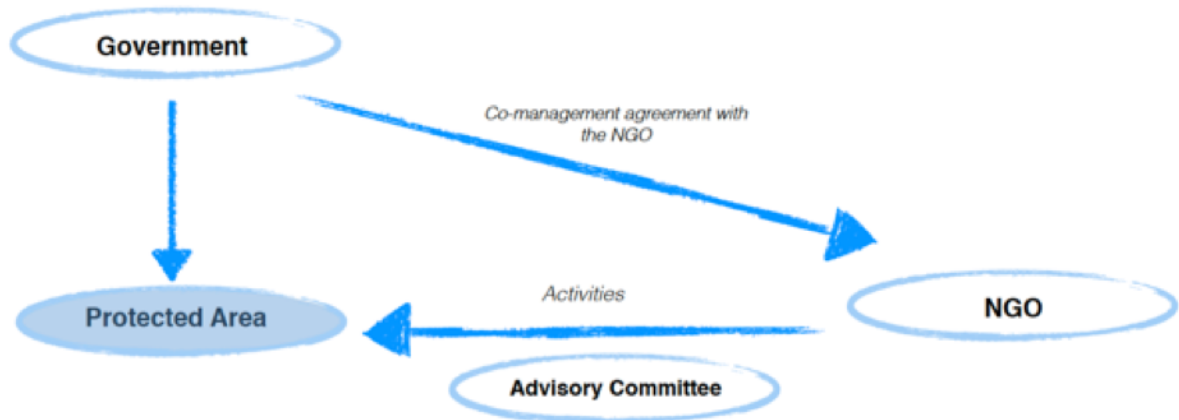 Government
Co-management agreement with
the NGO
Activities
Protected Area
NGO
Advisory Committee